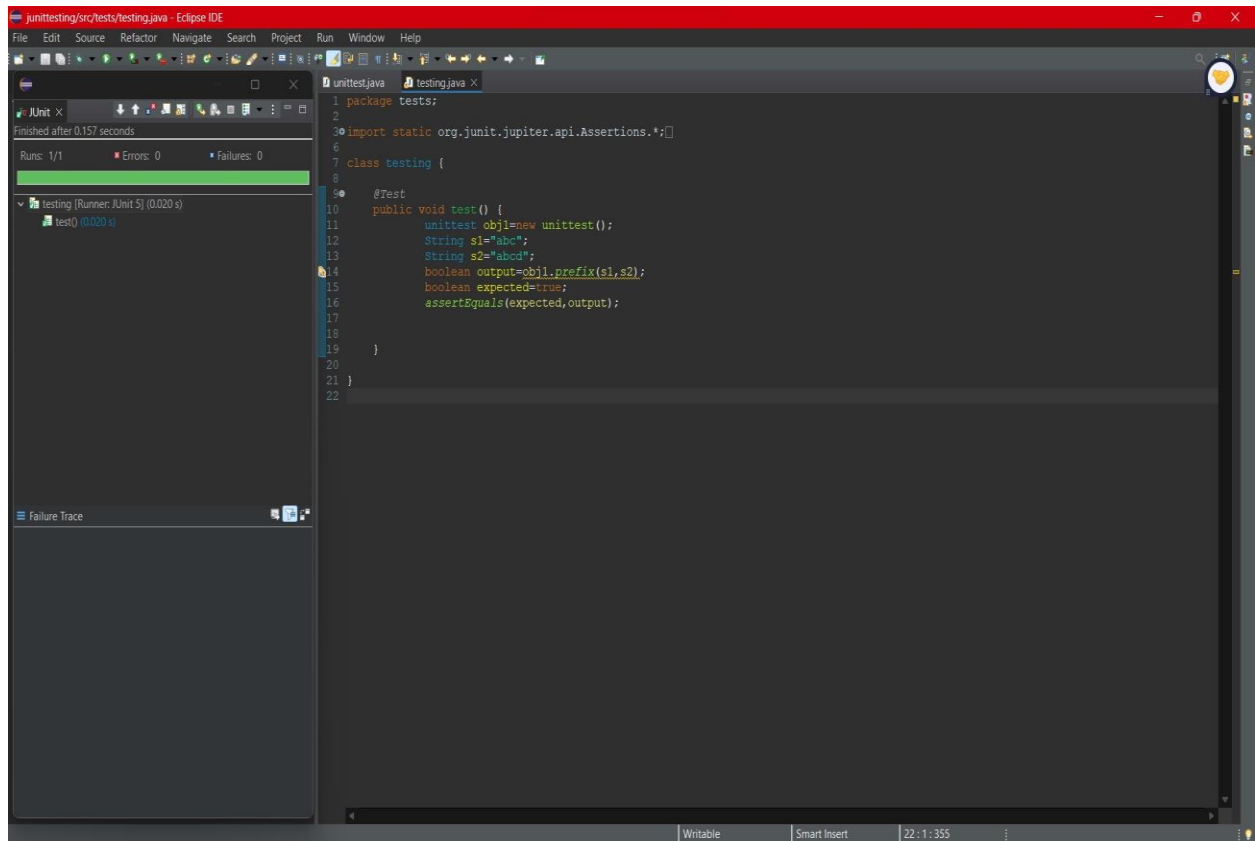 junittesting/src/tests/testing.java - Eclipse IDE
File Edit Source Refactor Navigate Search Project Run Window Help
unittest.java testing.java
JUnit
Finished after 0.157 seconds
Runs: 1/1 Errors: 0 Failures: 0
testing [Runner: JUnit 5] (0.020 s)
test() (0.020 s)
Failure Trace
1 package tests;
2
3 import static org.junit.jupiter.api.Assertions.*;
6
7 class testing {
8
9 @Test
10 public void test() {
11 unittest obj1=new unittest();
12 String s1="abc";
13 String s2="abcd";
14 boolean output=obj1.prefix(s1,s2);
15 boolean expected=true;
16 assertEquals(expected,output);
17
18
19 }
20
21 }
22
Writable Smart Insert 22 : 1 : 355